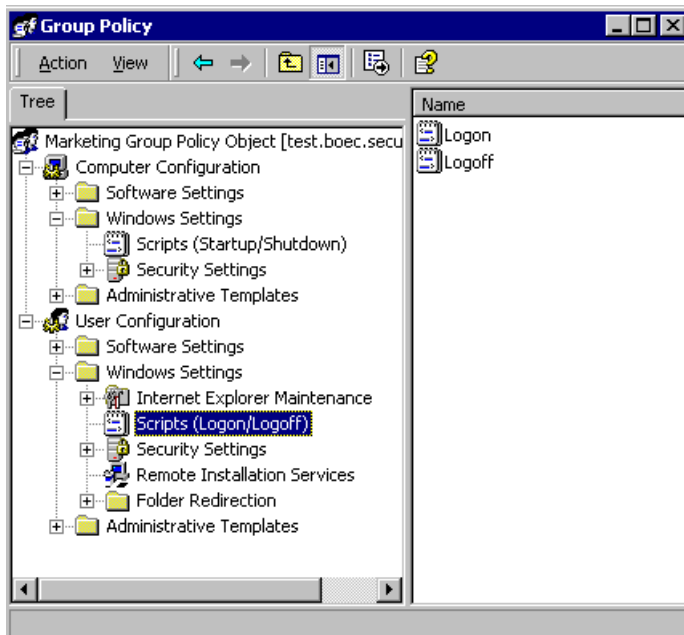 Group Policy
Action View
Tree
Name
Marketing Group Policy Object [test.boec.secu
Computer Configuration
Software Settings
Windows Settings
Scripts (Startup/Shutdown)
Security Settings
Administrative Templates
User Configuration
Software Settings
Windows Settings
Internet Explorer Maintenance
Scripts (Logon/Logoff)
Security Settings
Remote Installation Services
Folder Redirection
Administrative Templates
Logon
Logoff